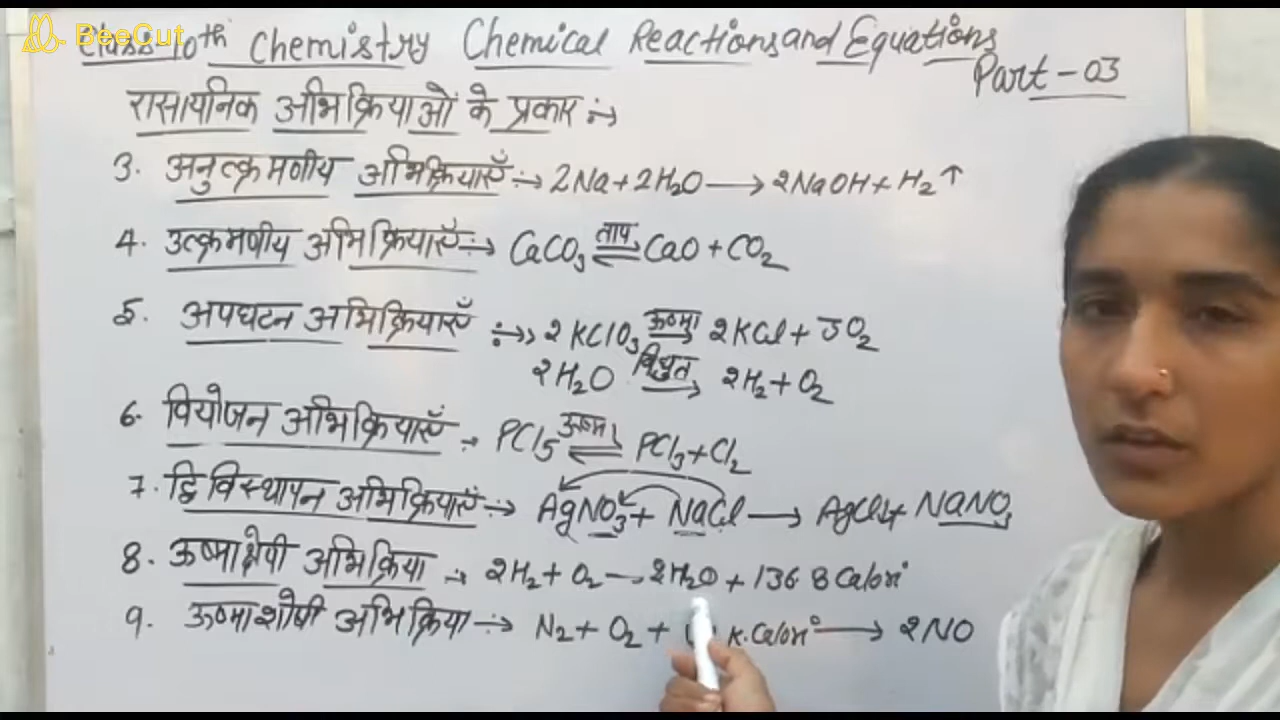 BeeCut
Class-10th Chemistry Chemical Reactions and Equations
Part-03
रासायनिक अभिक्रियाओं के प्रकार :→
3. अनुत्क्रमणीय अभिक्रियाएँ :→ 2Na+2H₂O → 2NaOH+H₂↑
4. उत्क्रमणीय अभिक्रियाएँ :→ CaCO₃ ताप ⇌ CaO+CO₂
5. अपघटन अभिक्रियाएँ :→ 2KClO₃ ऊष्मा → 2KCl+3O₂
2H₂O विधुत → 2H₂+O₂
6. वियोजन अभिक्रियाएँ → PCl5 ऊष्मा ⇌ PCl₃+Cl₂
7. द्वि विस्थापन अभिक्रियाएं :→ AgNO₃+NaCl → AgCl↓+NaNO₃
8. ऊष्माक्षेपी अभिक्रिया → 2H₂+O₂ → 2H₂O+136.8 Calori°
9. ऊष्माशोषी अभिक्रिया :→ N₂+O₂+ K.Calori° → 2NO